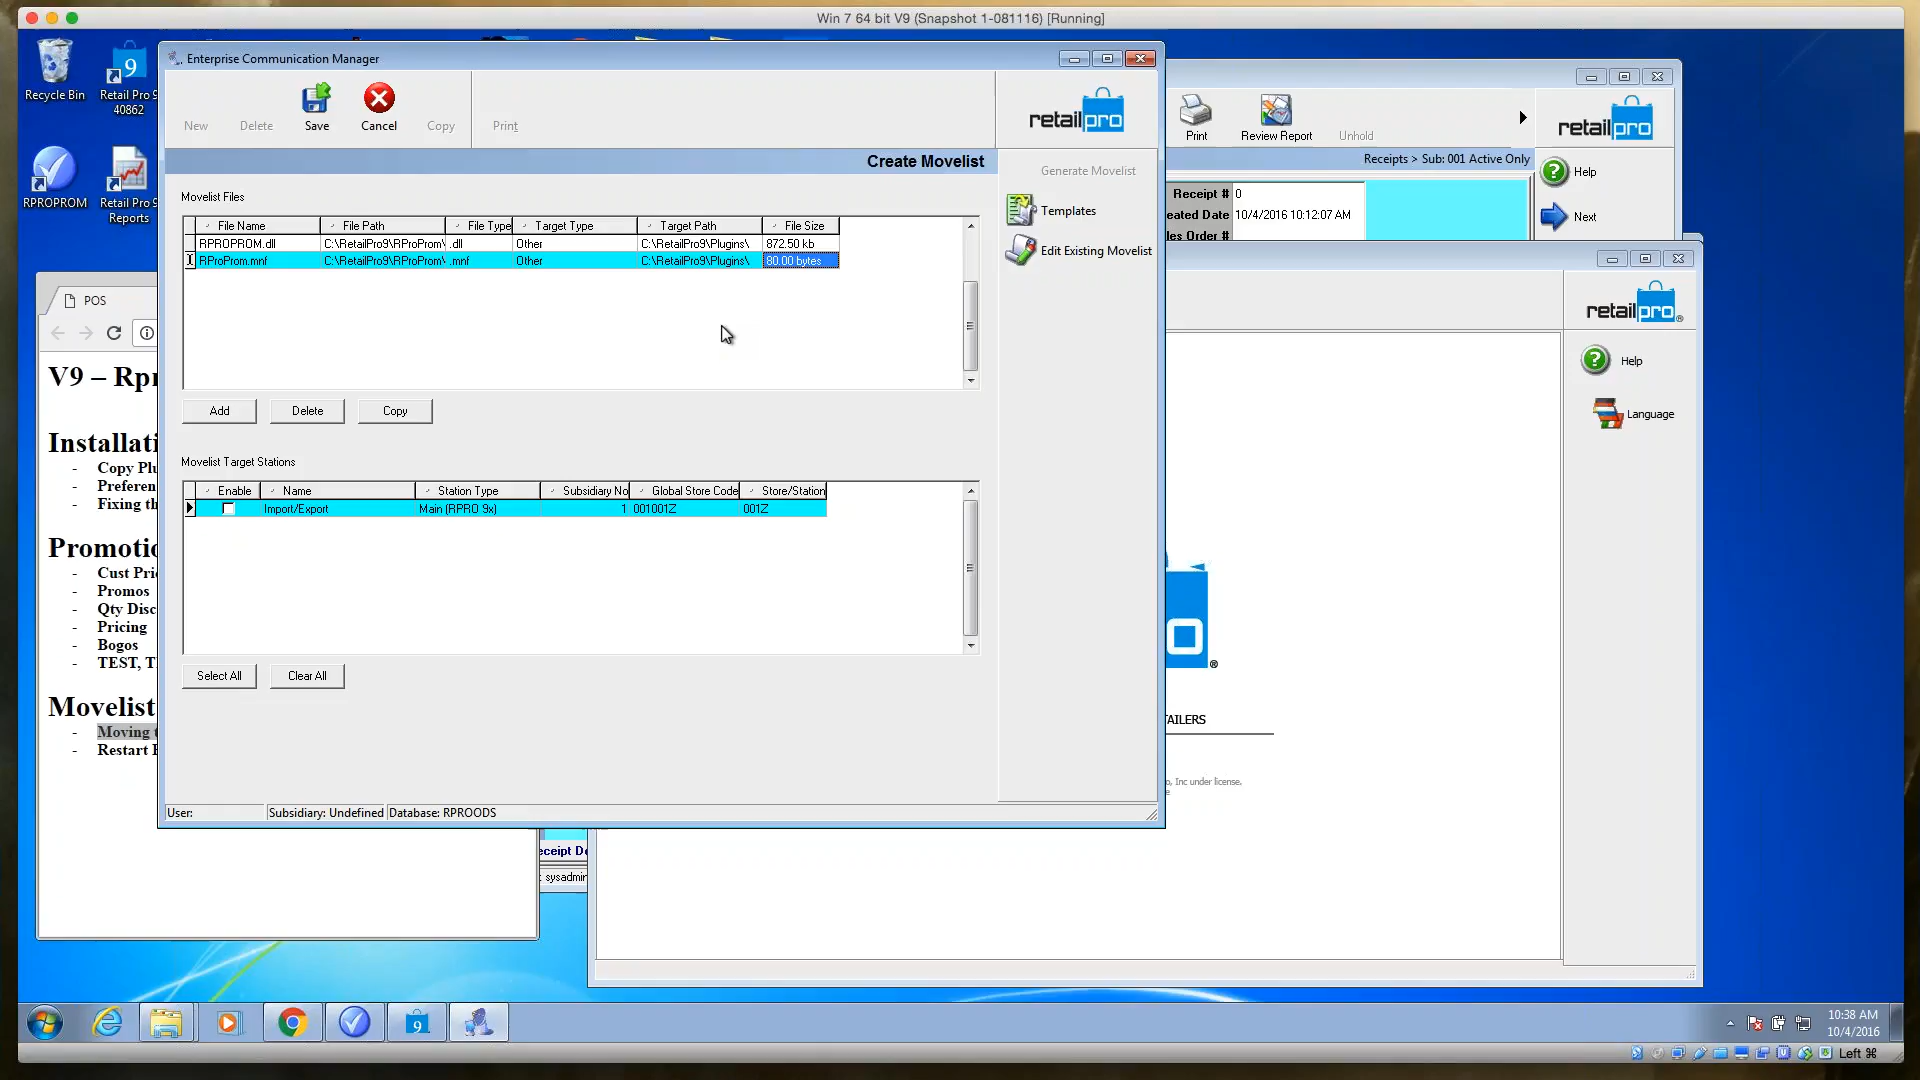 Win 7 64 bit V9 (Snapshot 1-081116) [Running]
Recycle Bin
Retail Pro 9
40862
RPROPROM
Retail Pro 9
Reports
Enterprise Communication Manager
New
Delete
Save
Cancel
Copy
Print
retailpro
Create Movelist
Generate Movelist
Templates
Edit Existing Movelist
Movelist Files
File Name
File Path
File Type
Target Type
Target Path
File Size
RPROPROM.dll
C:\RetailPro9\RProProm\
.dll
Other
C:\RetailPro9\Plugins\
872.50 kb
RProProm.mnf
C:\RetailPro9\RProProm\
.mnf
Other
C:\RetailPro9\Plugins\
80.00 bytes
Add
Delete
Copy
Movelist Target Stations
Enable
Name
Station Type
Subsidiary No
Global Store Code
Store/Station
Import/Export
Main (RPRO 9x)
1
001001Z
001Z
Select All
Clear All
User:
Subsidiary: Undefined
Database: RPROODS
Print
Review Report
Unhold
retailpro
Receipts > Sub: 001 Active Only
Receipt # 0
eated Date 10/4/2016 10:12:07 AM
les Order #
Help
Next
retailpro®
Help
Language
®
TAILERS
o, Inc under license.
eceipt De
: sysadmin
POS
V9 – Rpr
Installati
- Copy Plu
- Preferen
- Fixing th
Promotio
- Cust Pric
- Promos
- Qty Disc
- Pricing
- Bogos
- TEST, T
Movelist
- Moving t
- Restart E
9
9
10:38 AM
10/4/2016
Left ⌘